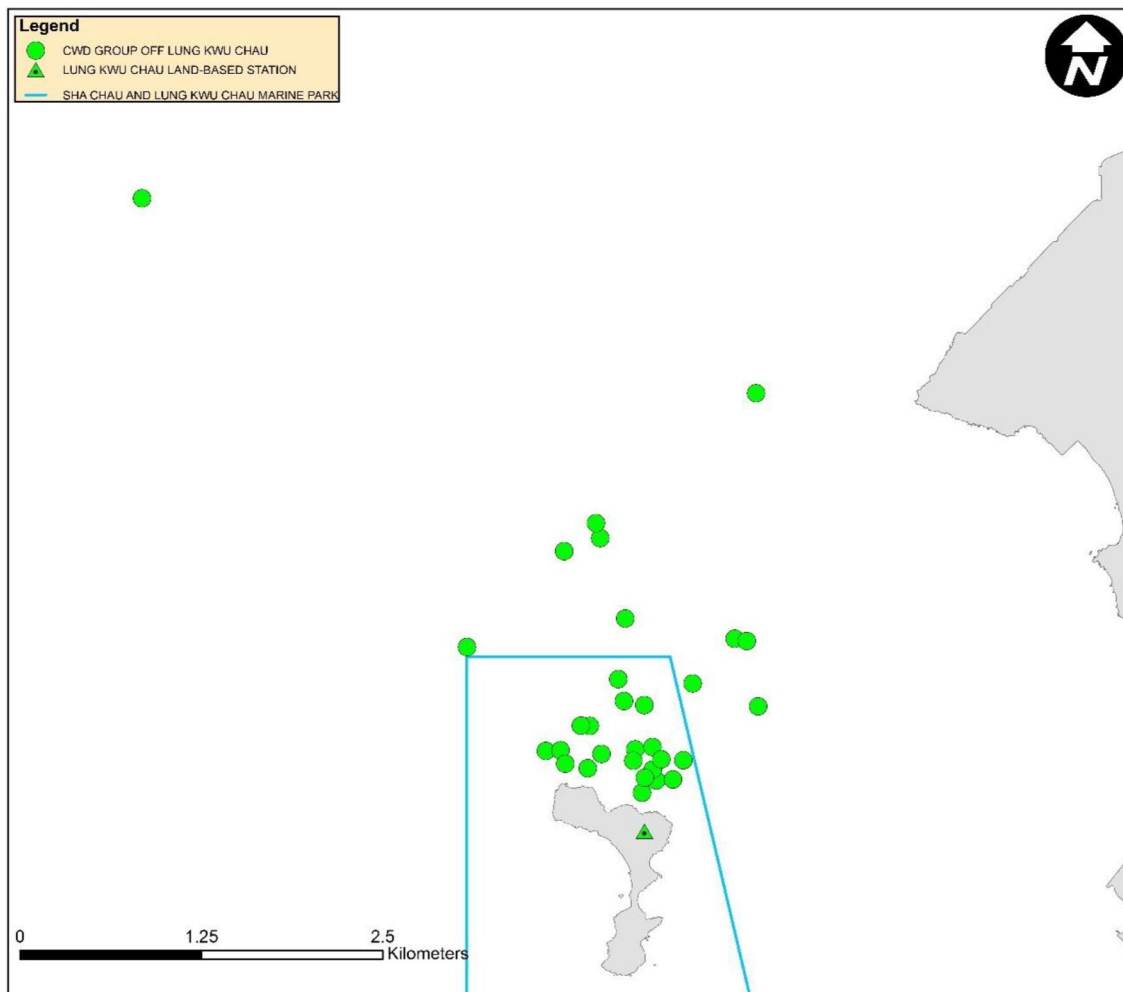 Legend
CWD GROUP OFF LUNG KWU CHAU
LUNG KWU CHAU LAND-BASED STATION
SHA CHAU AND LUNG KWU CHAU MARINE PARK
N
0 1.25 2.5
Kilometers